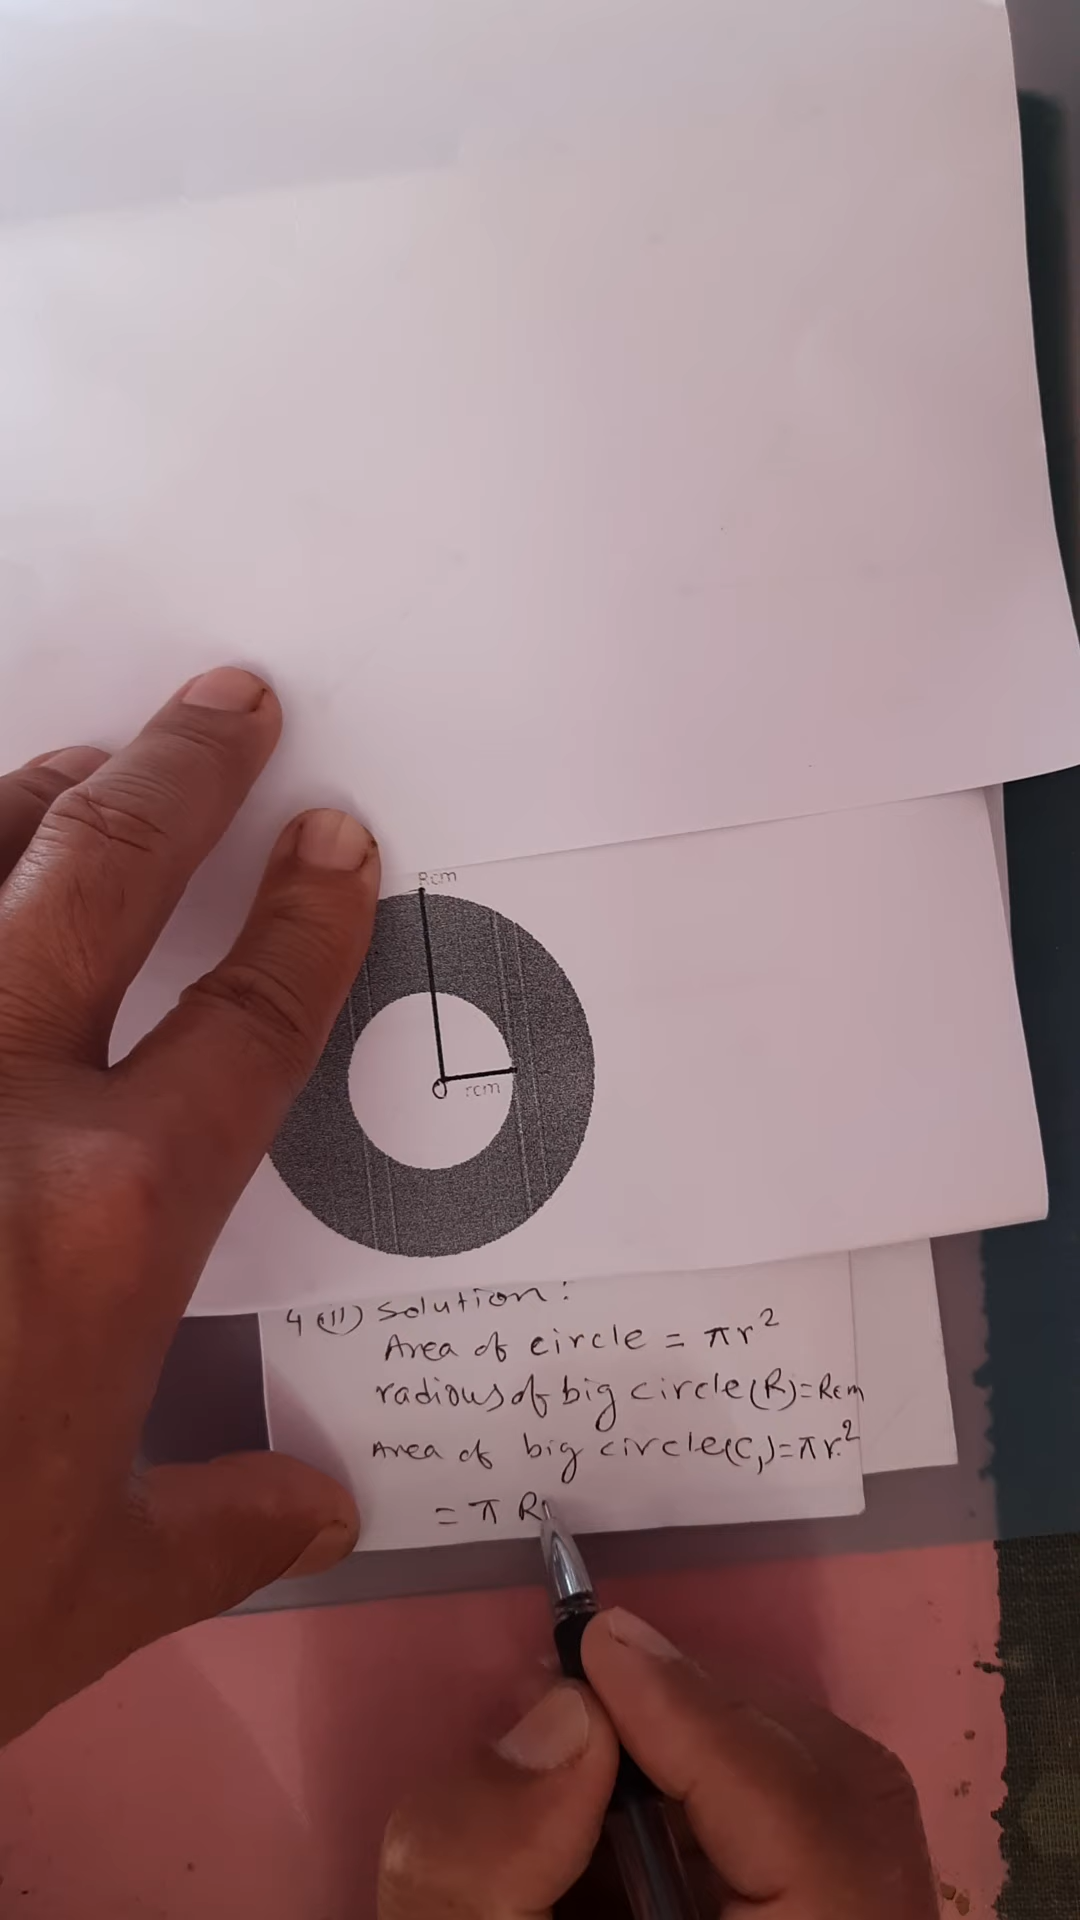 Rcm
O rcm
4 (ii) Solution:
Area of circle = πr²
radious of big circle (R) = Rcm
Area of big circle (C₁) = πr²
= π R